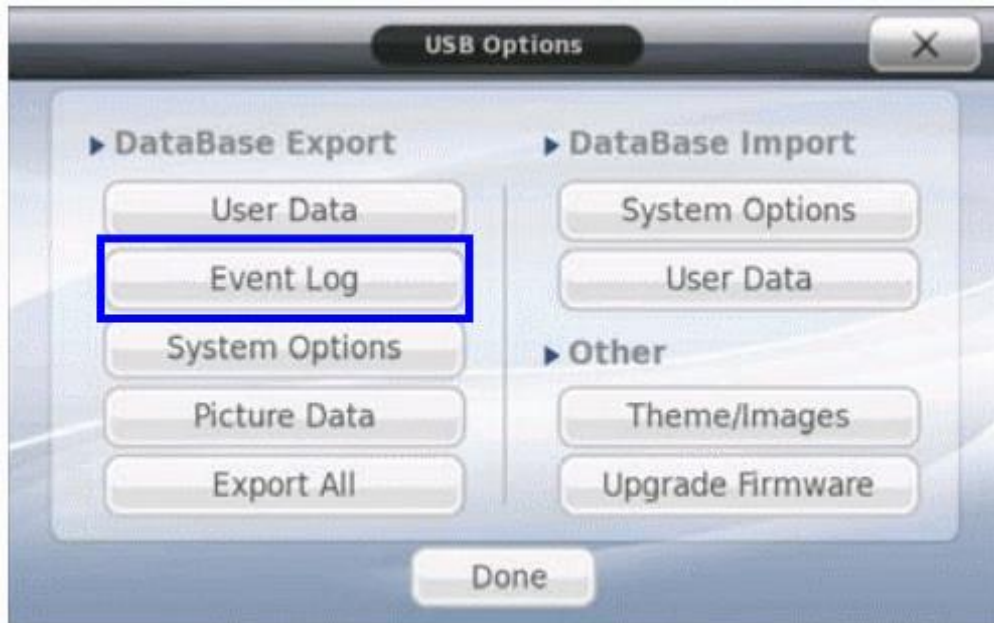 USB Options
X
DataBase Export
User Data
Event Log
System Options
Picture Data
Export All
DataBase Import
System Options
User Data
Other
Theme/Images
Upgrade Firmware
Done